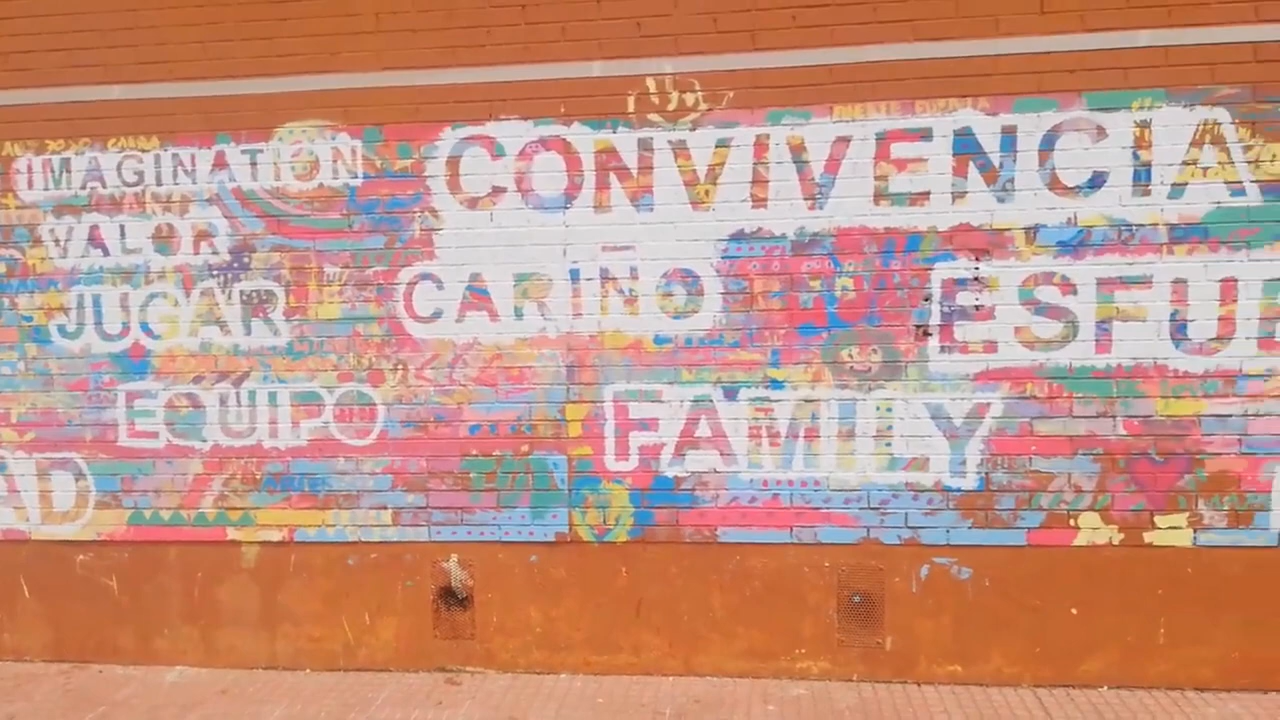 IMAGINATION
CONVIVENCIA
VALOR
CARIÑO
JUGAR
ESFU
EQUIPO
FAMILY
AD